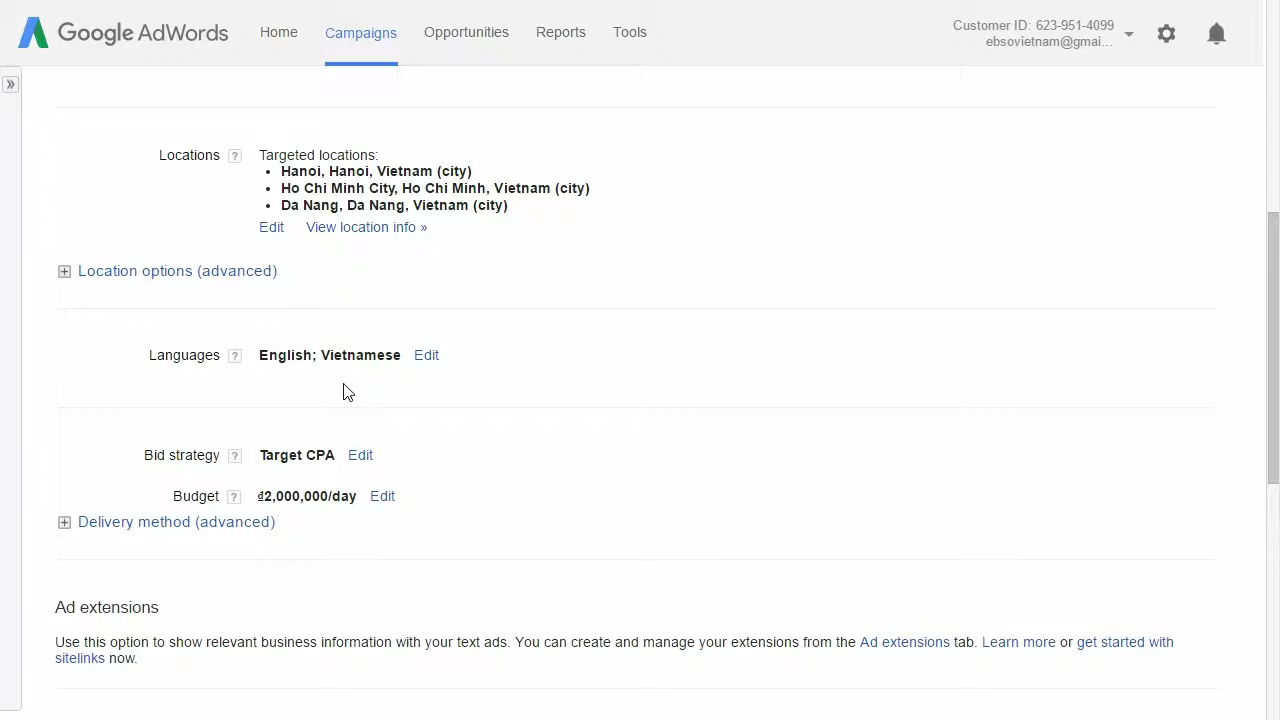 Google AdWords
Home Campaigns Opportunities Reports Tools
Customer ID: 623-951-4099
ebsovietnam@gmai...
»
Locations ? Targeted locations:
• Hanoi, Hanoi, Vietnam (city)
• Ho Chi Minh City, Ho Chi Minh, Vietnam (city)
• Da Nang, Da Nang, Vietnam (city)
Edit View location info »
Location options (advanced)
Languages ? English; Vietnamese Edit
Bid strategy ? Target CPA Edit
Budget ? ₫2,000,000/day Edit
Delivery method (advanced)
Ad extensions
Use this option to show relevant business information with your text ads. You can create and manage your extensions from the Ad extensions tab. Learn more or get started with
sitelinks now.